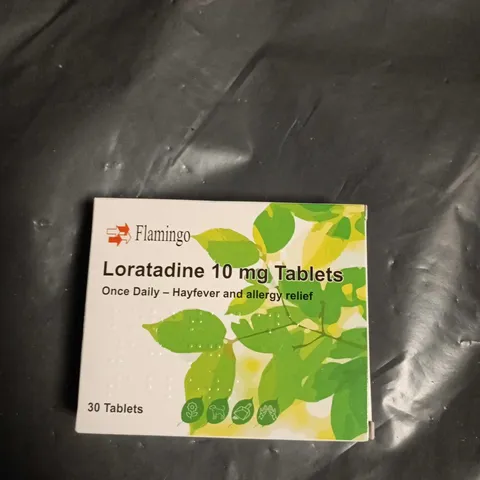 Flamingo
Loratadine 10 mg Tablets
Once Daily – Hayfever and allergy relief
30 Tablets